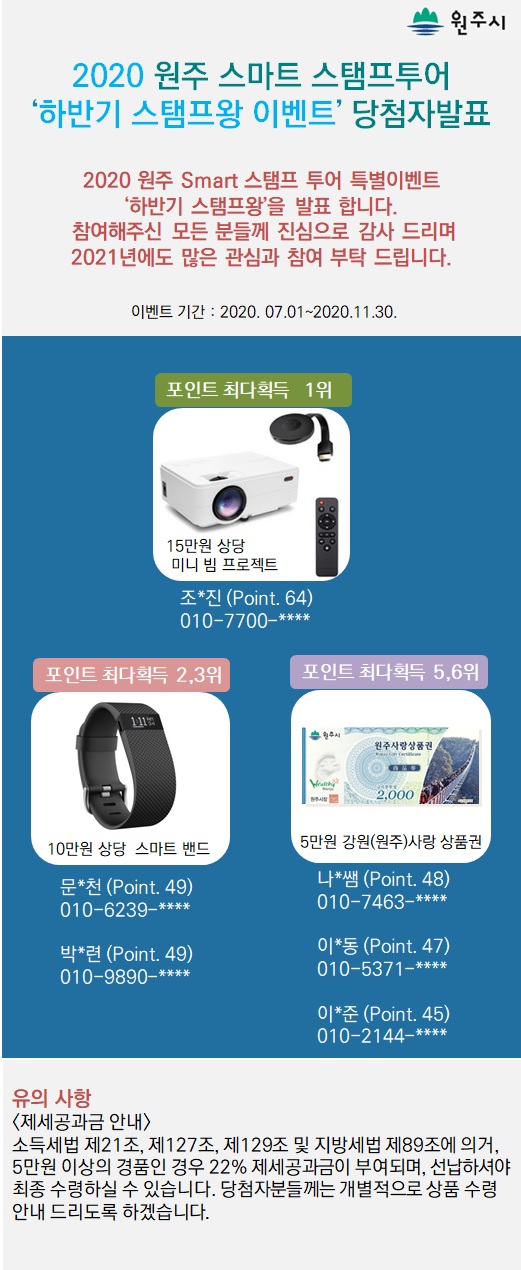 원주시
2020 원주 스마트 스탬프투어
‘하반기 스탬프왕 이벤트’ 당첨자발표
2020 원주 Smart 스탬프 투어 특별이벤트
‘하반기 스탬프왕’을 발표 합니다.
참여해주신 모든 분들께 진심으로 감사 드리며
2021년에도 많은 관심과 참여 부탁 드립니다.
이벤트 기간 : 2020. 07.01~2020.11.30.
포인트 최다획득 1위
15만원 상당
미니 빔 프로젝트
조*진 (Point. 64)
010-7700-****
포인트 최다획득 2,3위
1:11
10만원 상당 스마트 밴드
문*천 (Point. 49)
010-6239-****
박*련 (Point. 49)
010-9890-****
포인트 최다획득 5,6위
원주시
원주사랑상품권
상품권
Healthy
2,000
원주시장
5만원 강원(원주)사랑 상품권
나*쌤 (Point. 48)
010-7463-****
이*동 (Point. 47)
010-5371-****
이*준 (Point. 45)
010-2144-****
유의 사항
<제세공과금 안내>
소득세법 제21조, 제127조, 제129조 및 지방세법 제89조에 의거,
5만원 이상의 경품인 경우 22% 제세공과금이 부여되며, 선납하셔야
최종 수령하실 수 있습니다. 당첨자분들께는 개별적으로 상품 수령
안내 드리도록 하겠습니다.